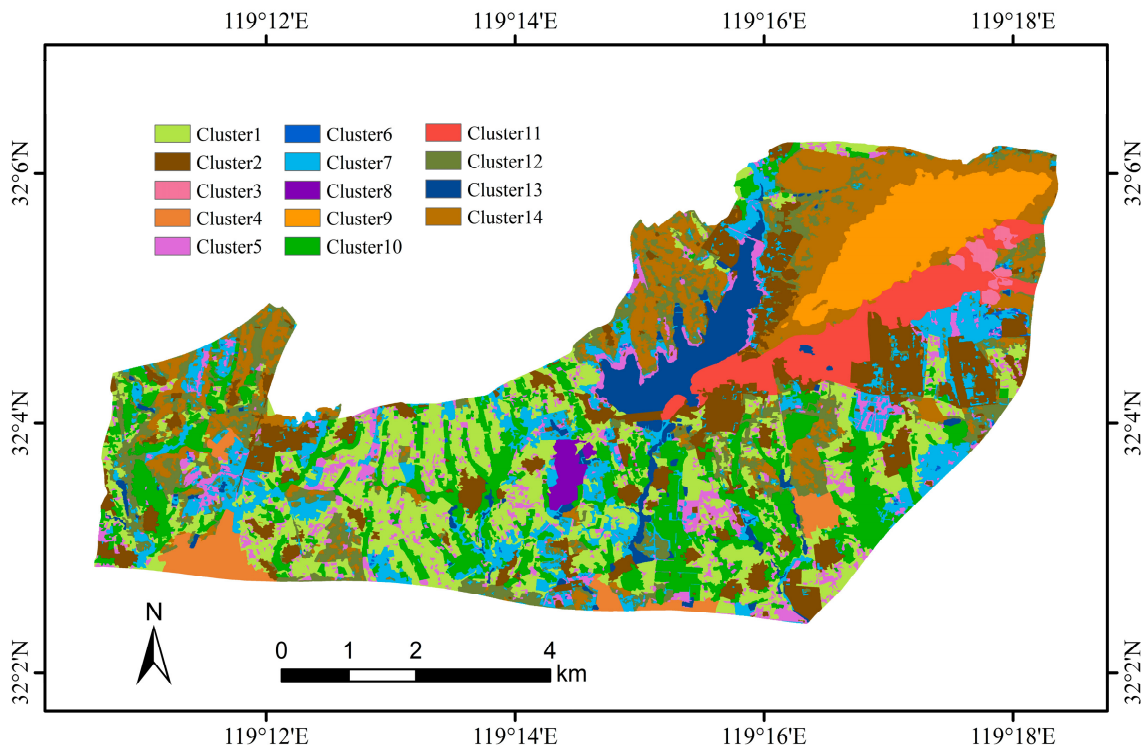 119°12'E 119°14'E 119°16'E 119°18'E
32°6'N 32°6'N
Cluster1 Cluster6 Cluster11
Cluster2 Cluster7 Cluster12
Cluster3 Cluster8 Cluster13
Cluster4 Cluster9 Cluster14
Cluster5 Cluster10
32°4'N 32°4'N
N
0 1 2 4
km
32°2'N 32°2'N
119°12'E 119°14'E 119°16'E 119°18'E